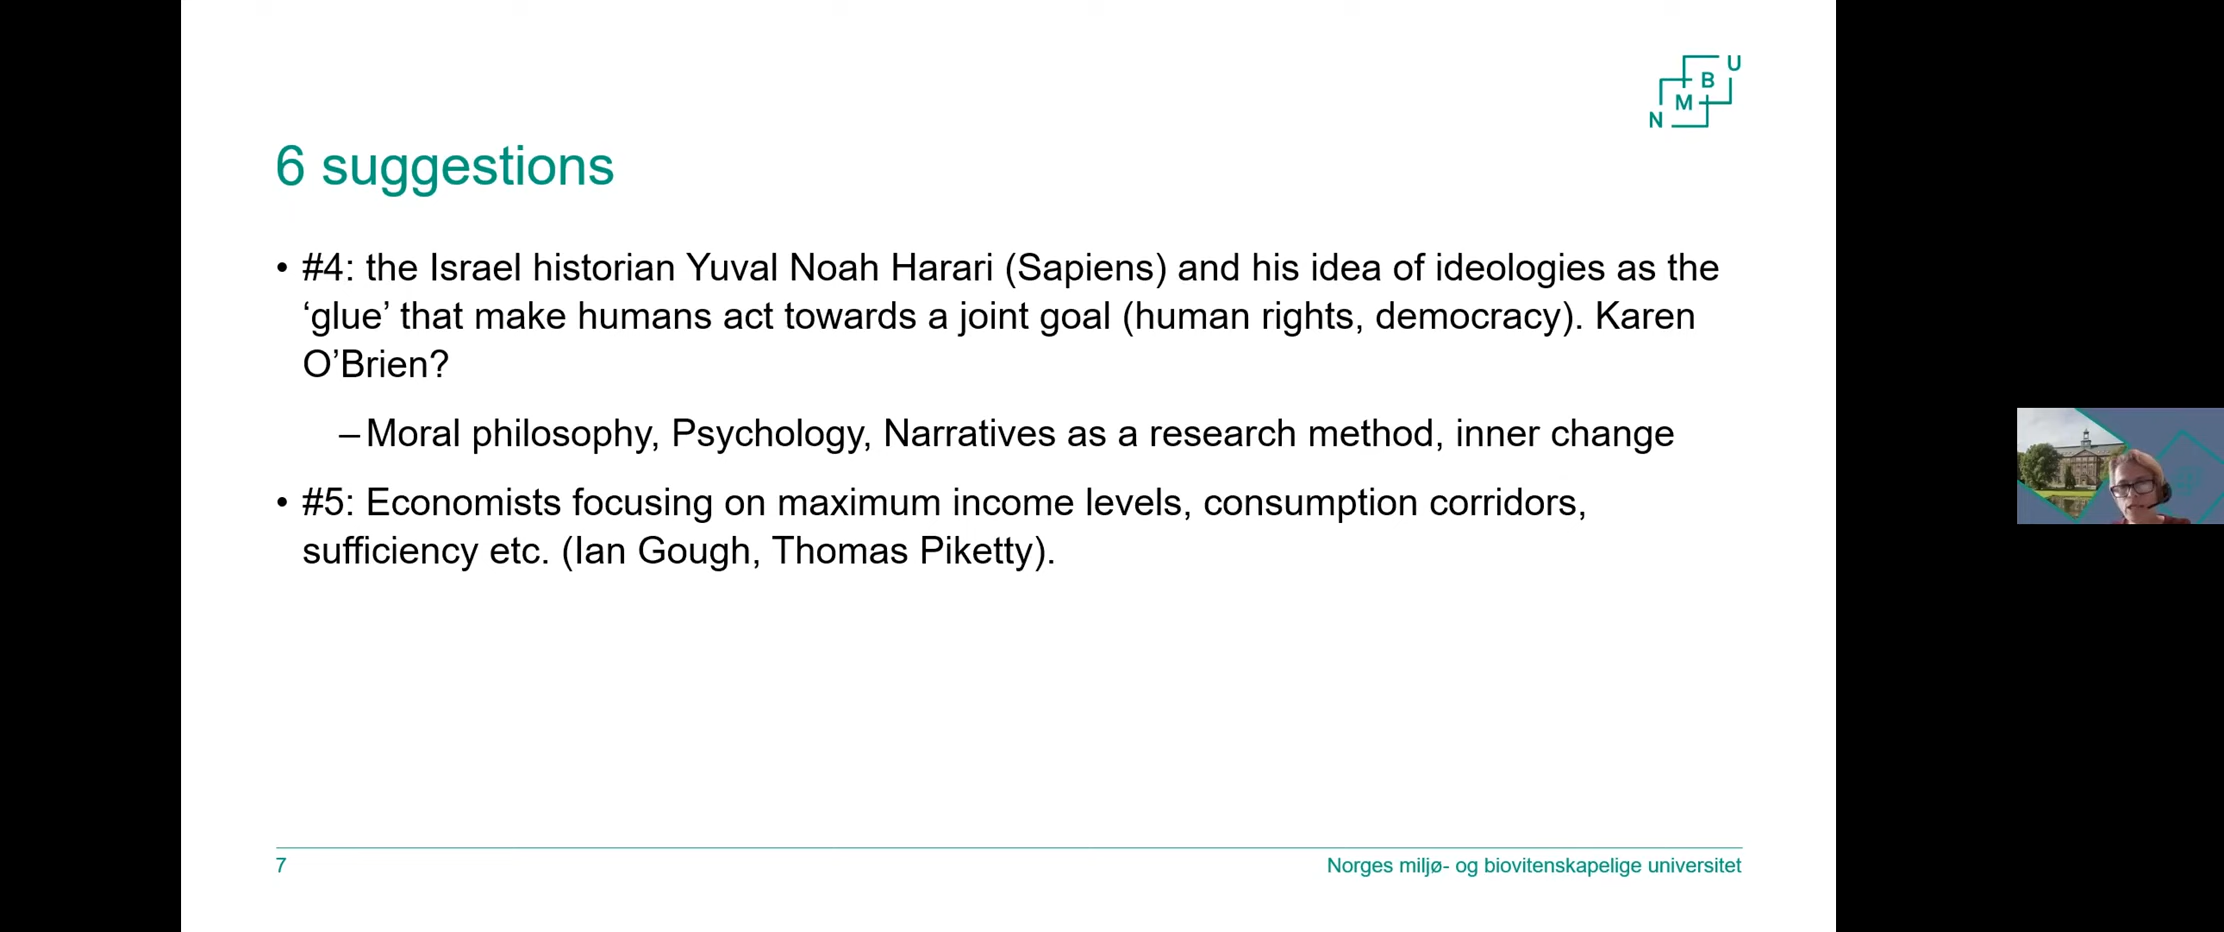 U
B
M
N
6 suggestions
• #4: the Israel historian Yuval Noah Harari (Sapiens) and his idea of ideologies as the
‘glue’ that make humans act towards a joint goal (human rights, democracy). Karen
O’Brien?
– Moral philosophy, Psychology, Narratives as a research method, inner change
• #5: Economists focusing on maximum income levels, consumption corridors,
sufficiency etc. (Ian Gough, Thomas Piketty).
7
Norges miljø- og biovitenskapelige universitet